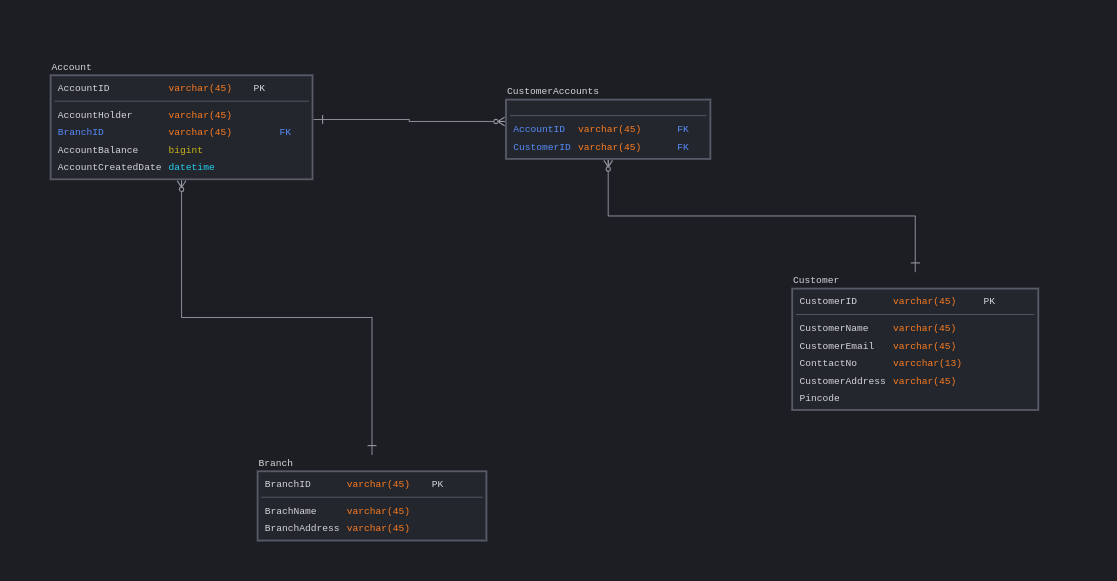 Account
AccountID varchar(45) PK
AccountHolder varchar(45)
BranchID varchar(45) FK
AccountBalance bigint
AccountCreatedDate datetime
CustomerAccounts
AccountID varchar(45) FK
CustomerID varchar(45) FK
Customer
CustomerID varchar(45) PK
CustomerName varchar(45)
CustomerEmail varchar(45)
ConttactNo varcchar(13)
CustomerAddress varchar(45)
Pincode
Branch
BranchID varchar(45) PK
BrachName varchar(45)
BranchAddress varchar(45)